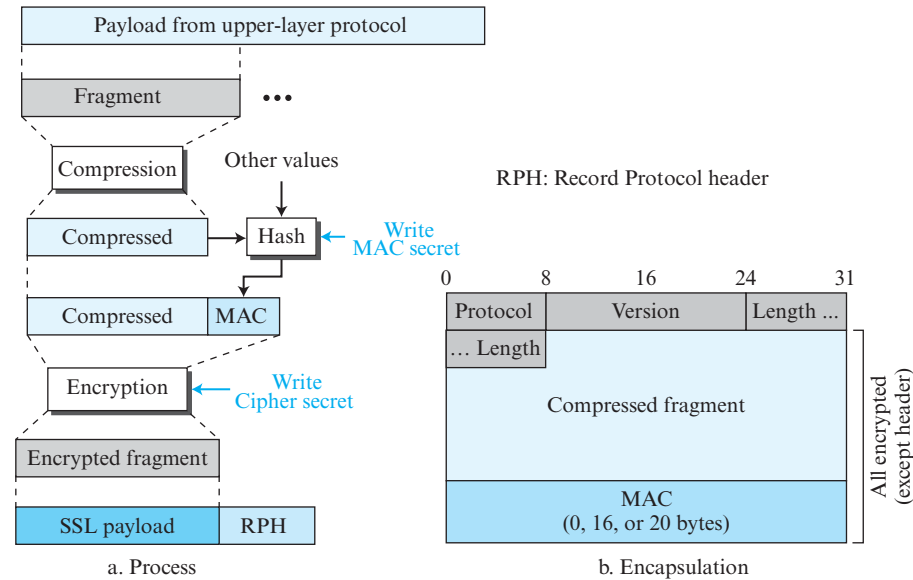 Payload from upper-layer protocol
Fragment
Compression
Other values
RPH: Record Protocol header
Compressed
Hash
Write
MAC secret
Compressed
MAC
Encryption
Write
Cipher secret
Encrypted fragment
SSL payload
RPH
a. Process
0 8 16 24 31
Protocol
Version
Length ...
... Length
Compressed fragment
MAC
(0, 16, or 20 bytes)
All encrypted
(except header)
b. Encapsulation